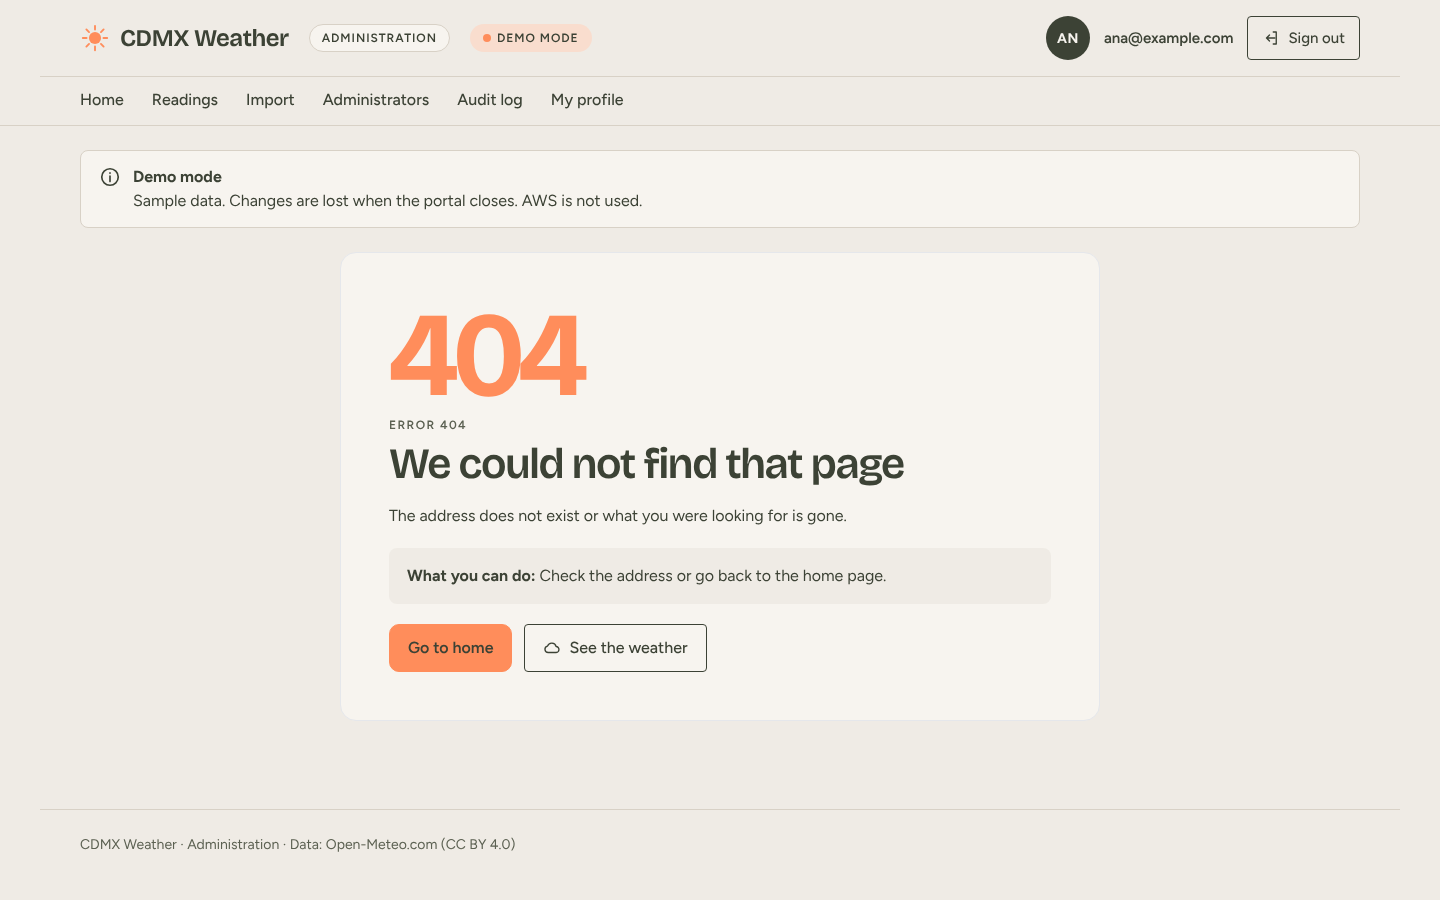 CDMX Weather
ADMINISTRATION
DEMO MODE
AN
ana@example.com
Sign out
Home
Readings
Import
Administrators
Audit log
My profile
Demo mode
Sample data. Changes are lost when the portal closes. AWS is not used.
404
ERROR 404
We could not find that page
The address does not exist or what you were looking for is gone.
What you can do: Check the address or go back to the home page.
Go to home
See the weather
CDMX Weather · Administration · Data: Open-Meteo.com (CC BY 4.0)